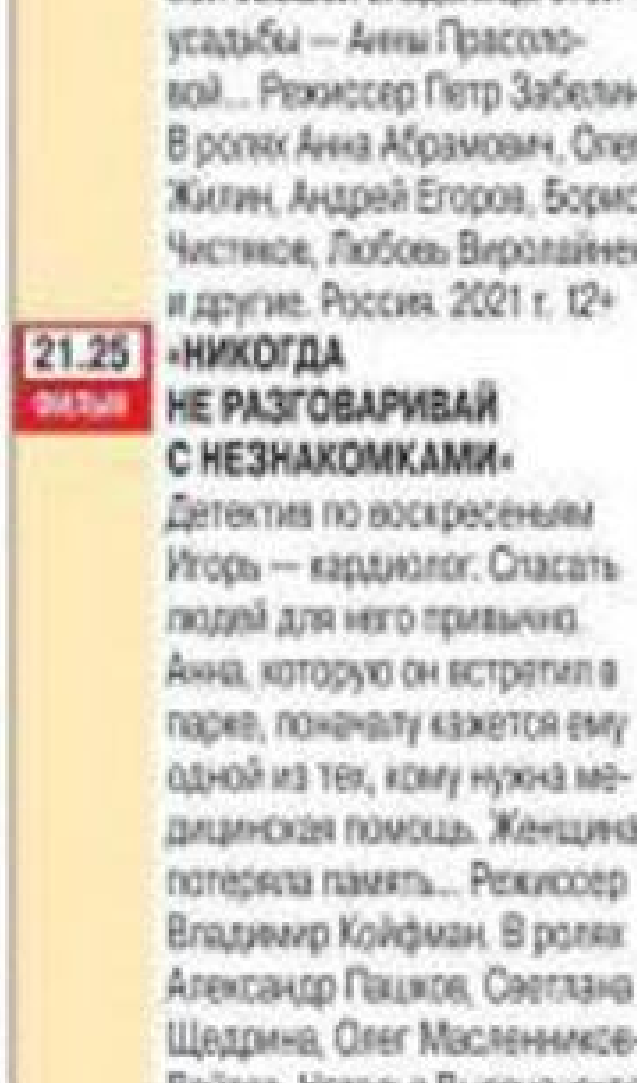 усадьбы — Анны Прасоло-
вой... Режиссер Петр Забелин
В ролях Анна Абрамович, Олег
Жилин, Андрей Егоров, Борис
Чистяков, Любовь Виролайнен
и другие. Россия. 2021 г. 12+
21.25 «НИКОГДА
ФИЛЬМ НЕ РАЗГОВАРИВАЙ
С НЕЗНАКОМКАМИ»
Детектив по воскресеньям
Игорь — кардиолог. Спасать
людей для него привычно.
Анна, которую он встретил в
парке, поначалу кажется ему
одной из тех, кому нужна ме-
дицинская помощь. Женщина
потеряла память... Режиссер
Владимир Койфман. В ролях
Александр Пашков, Светлана
Щедрина, Олег Масленников-